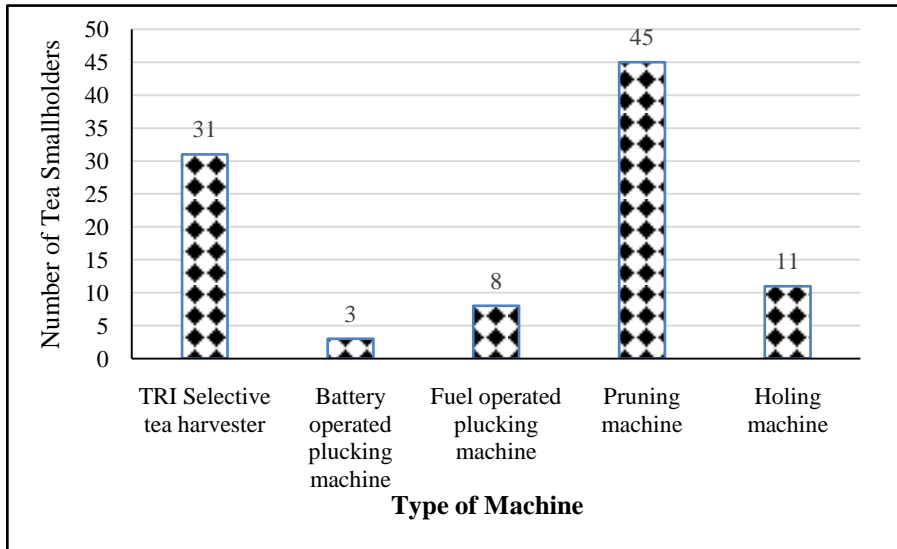 50
45
40
35
30
25
20
15
10
5
0
Number of Tea Smallholders
31
3
8
45
11
TRI Selective
tea harvester
Battery
operated
plucking
machine
Fuel operated
plucking
machine
Pruning
machine
Holing
machine
Type of Machine